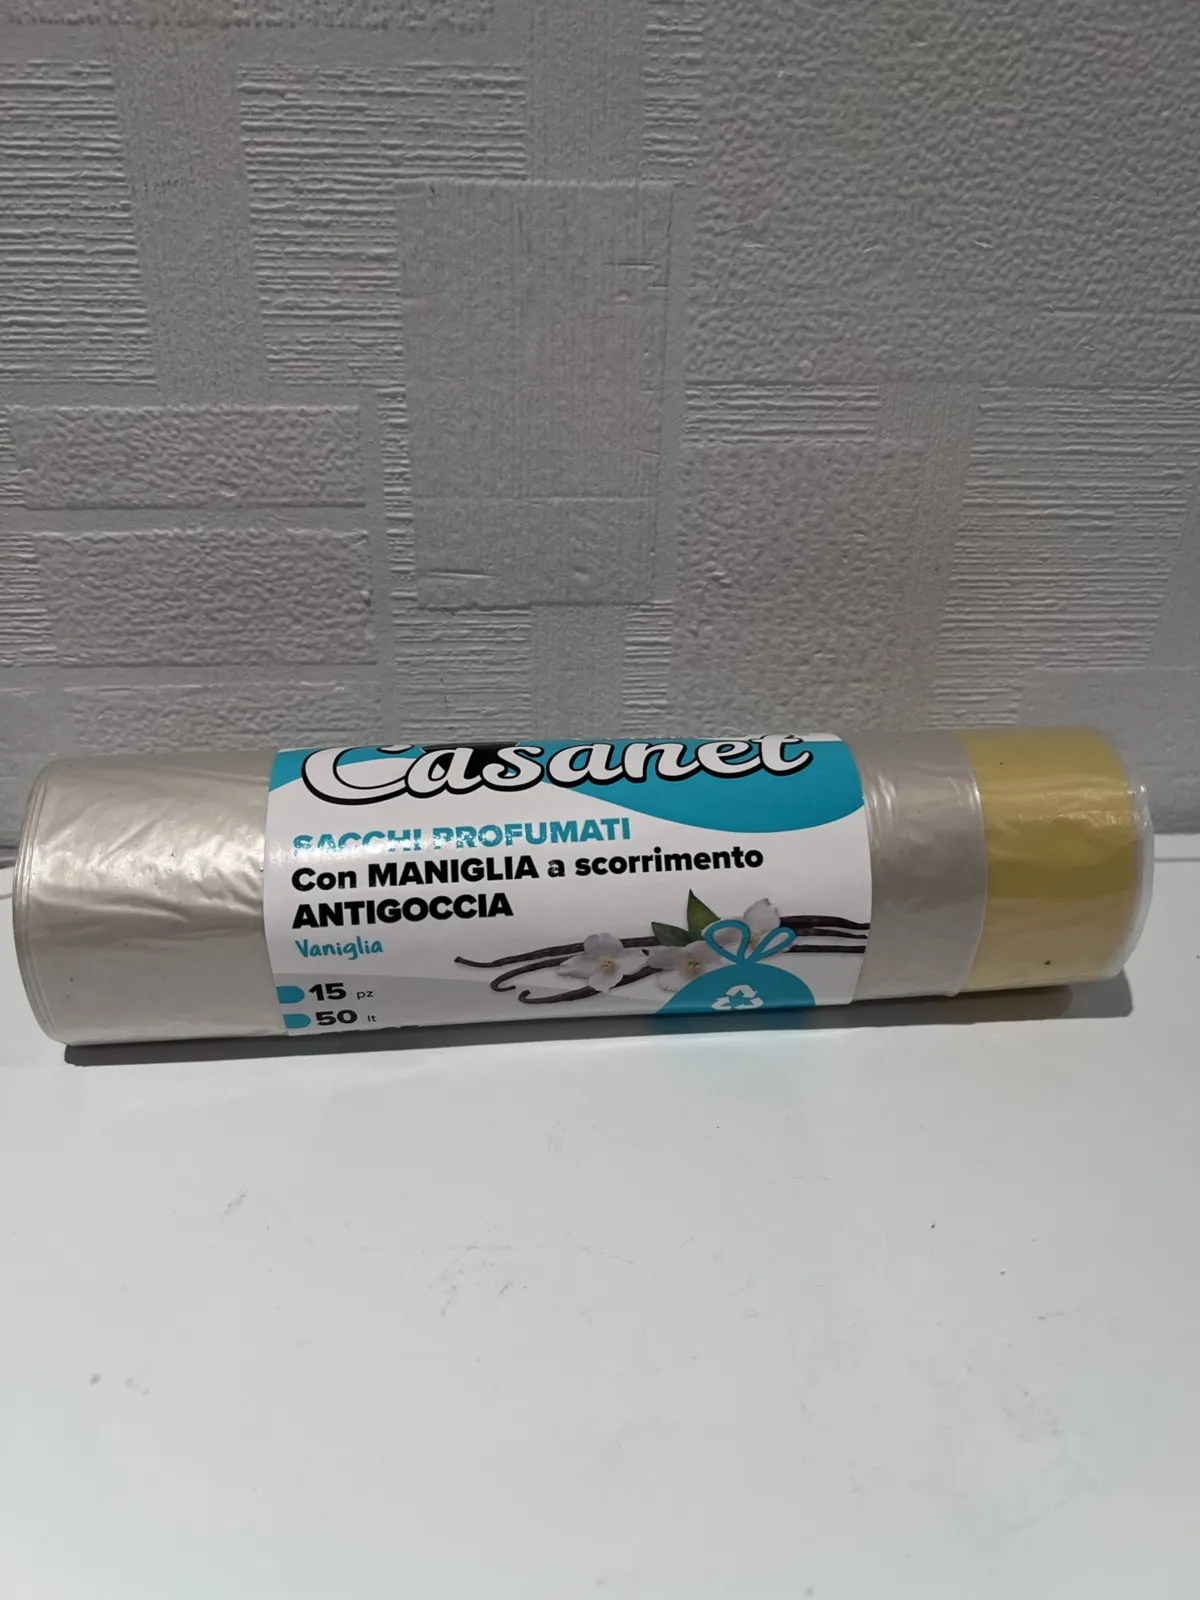 Casanet
SACCHI PROFUMATI
Con MANIGLIA a scorrimento
ANTIGOCCIA
Vaniglia
15 pz
50 lt